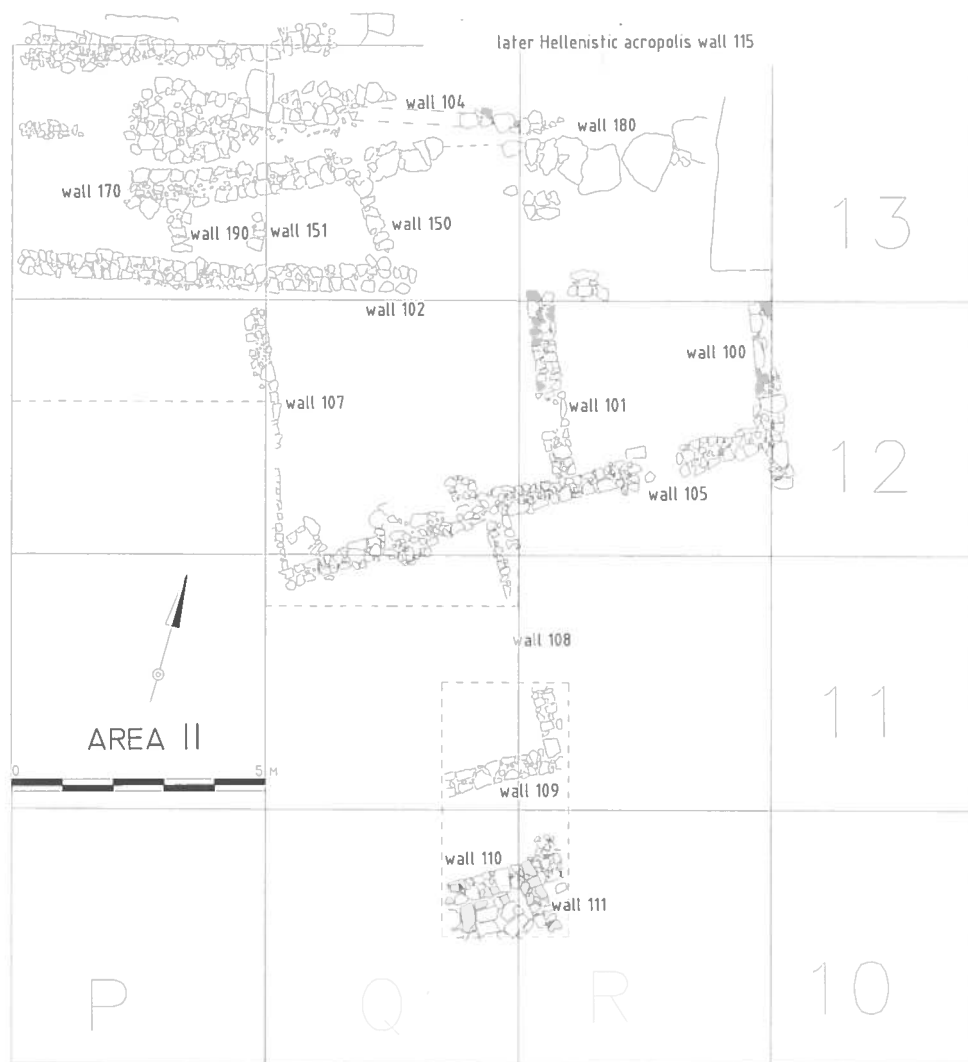 later Hellenistic acropolis wall 115
wall 104
wall 180
wall 170
wall 190
wall 151
wall 150
13
wall 102
wall 100
wall 107
wall 101
12
wall 105
wall 108
AREA II
11
0 5 M
wall 109
wall 110
wall 111
P Q R 10